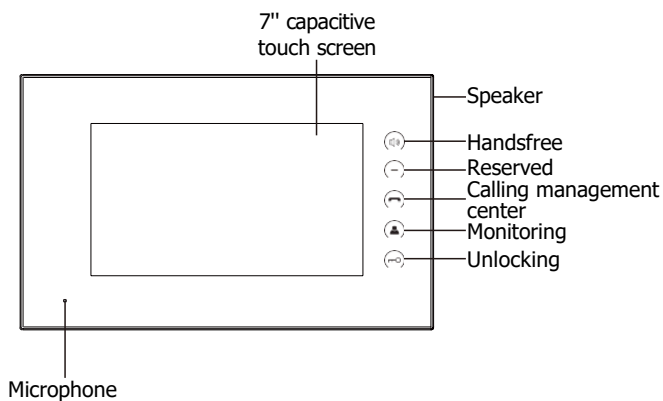 7" capacitive
touch screen
Speaker
Handsfree
Reserved
Calling management
center
Monitoring
Unlocking
Microphone